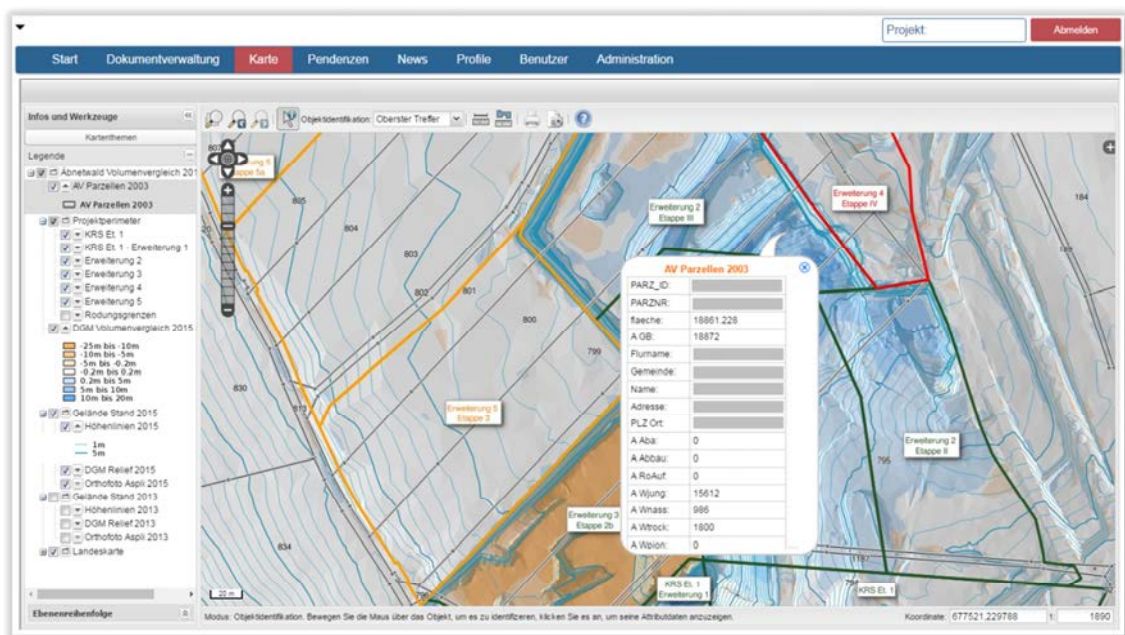 Projekt:
Abmelden
Start Dokumentverwaltung Karte Pendenzen News Profile Benutzer Administration
Infos und Werkzeuge
Objektidentifikation: Oberster Treffer
Kartenthemen
Legende
Äbnetwald Volumenvergleich 201
AV Parzellen 2003
AV Parzellen 2003
Projektperimeter
KRS Et. 1
KRS Et. 1 - Erweiterung 1
Erweiterung 2
Erweiterung 3
Erweiterung 4
Erweiterung 5
Rodungsgrenzen
DGM Volumenvergleich 2015
-25m bis -10m
-10m bis -5m
-5m bis -0.2m
-0.2m bis 0.2m
0.2m bis 5m
5m bis 10m
10m bis 20m
Gelände Stand 2015
Höhenlinien 2015
1m
5m
DGM Relief 2015
Orthofoto Aspli 2015
Gelände Stand 2013
Höhenlinien 2013
DGM Relief 2013
Orthofoto Aspli 2013
Landeskarte
Ebenenreihenfolge
805
804
803
802
801
800
799
830
813
834
795
184
Etappe 5a
Erweiterung 2
Etappe III
Erweiterung 4
Etappe IV
Erweiterung 5
Etappe 3
Erweiterung 2
Etappe II
Erweiterung 3
Etappe 2b
KRS Et. 1
Erweiterung 1
KRS Et. 1
AV Parzellen 2003
PARZ_ID:
PARZNR:
flaeche: 18861.228
A GB: 18872
Flurname:
Gemeinde:
Name:
Adresse:
PLZ Ort:
A Aba: 0
A Abbau: 0
A RoAuf: 0
A Wjung: 15612
A Wnass: 986
A Wtrock: 1800
A Wpion: 0
20 m
Modus: Objektidentifikation. Bewegen Sie die Maus über das Objekt, um es zu identifizieren, klicken Sie es an, um seine Attributdaten anzuzeigen.
Koordinate: 677521,229788 1: 1890